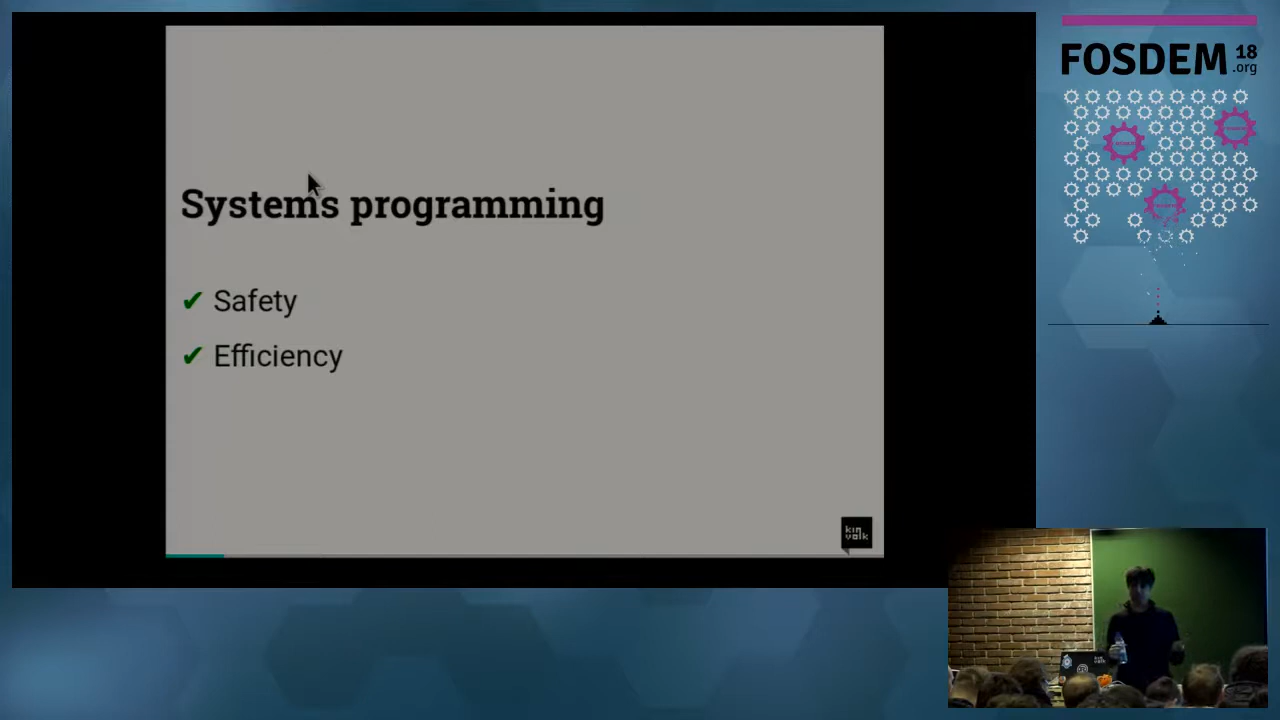 Systems programming
✔ Safety
✔ Efficiency
kin
volk
FOSDEM 18
.org